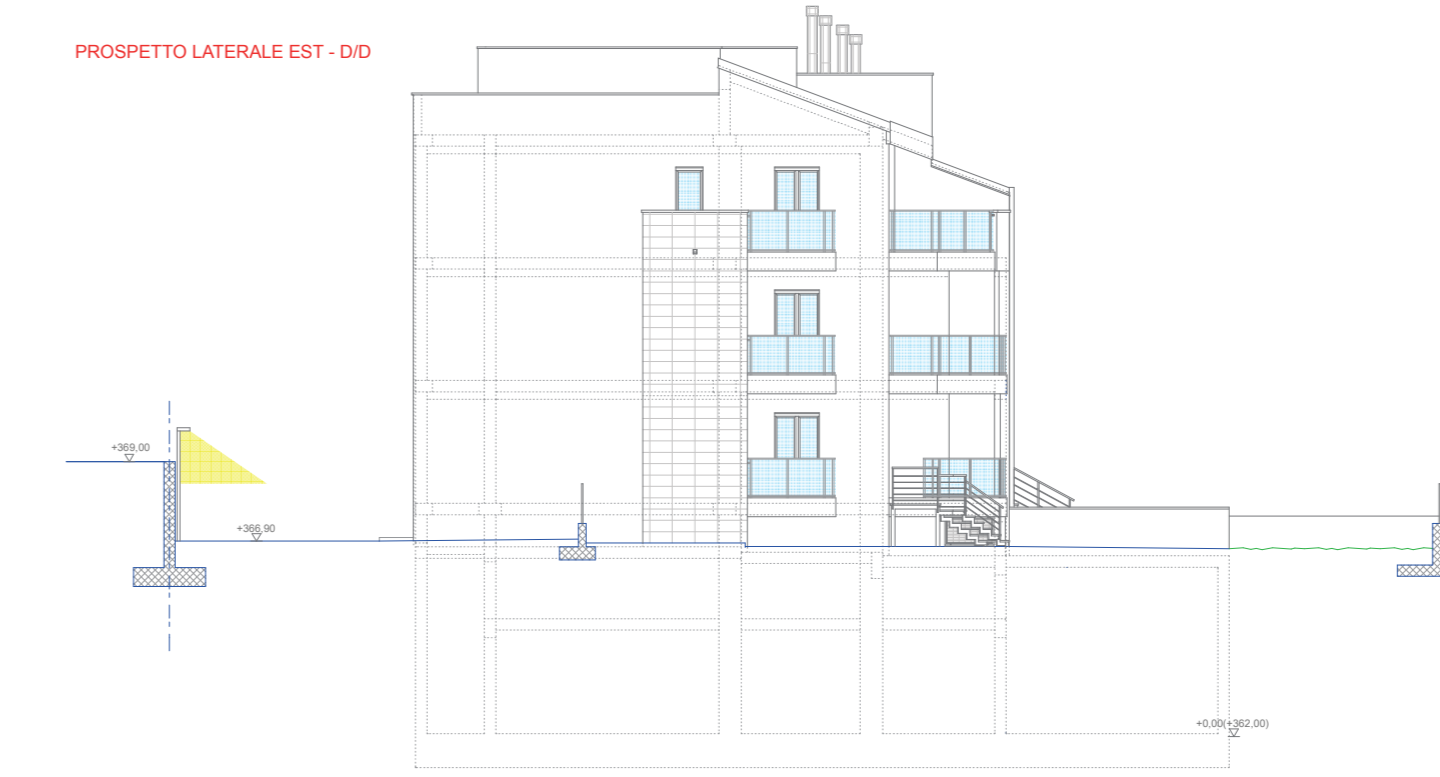 PROSPETTO LATERALE EST - D/D
+369,00
+366,90
+0,00(+362,00)